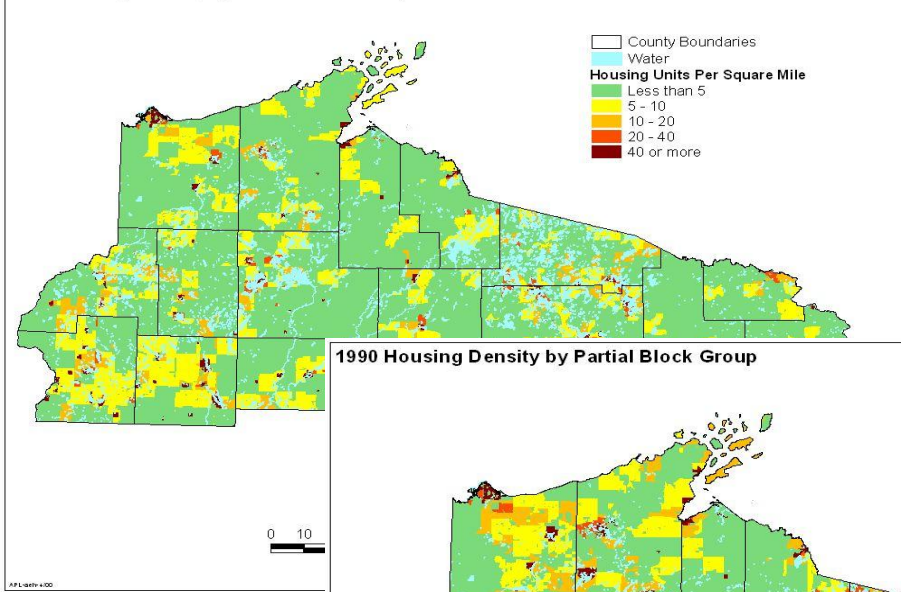 County Boundaries
Water
Housing Units Per Square Mile
Less than 5
5 - 10
10 - 20
20 - 40
40 or more
1990 Housing Density by Partial Block Group
0 10